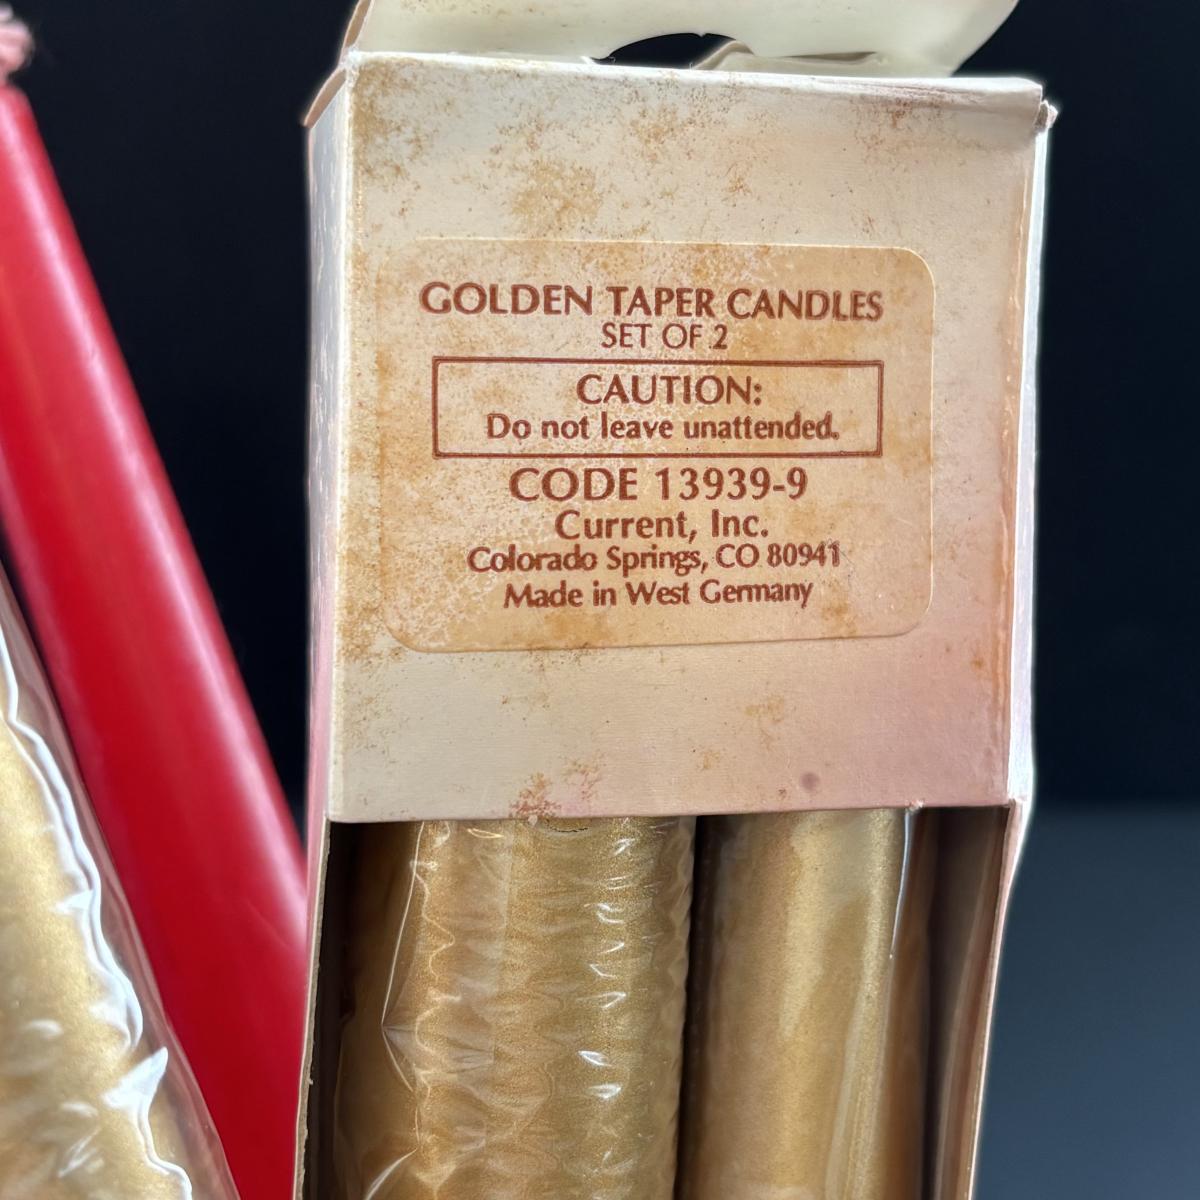 GOLDEN TAPER CANDLES
SET OF 2
CAUTION:
Do not leave unattended.
CODE 13939-9
Current, Inc.
Colorado Springs, CO 80941
Made in West Germany